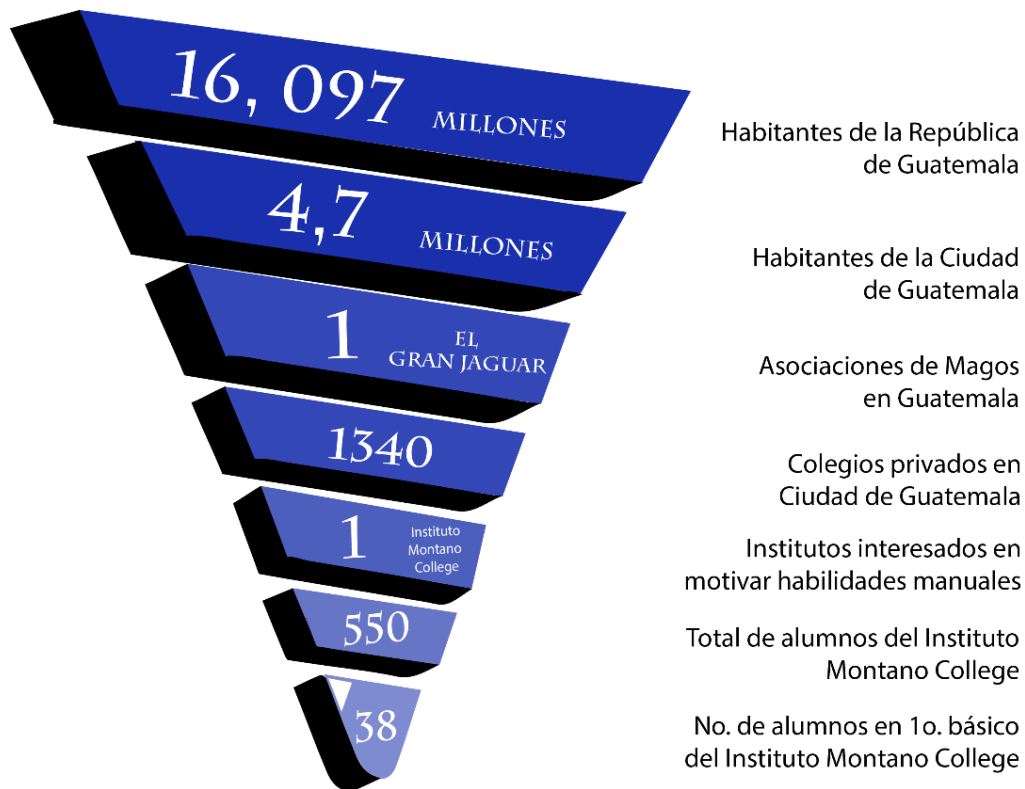 16, 097 MILLONES
Habitantes de la República
de Guatemala
4,7 MILLONES
Habitantes de la Ciudad
de Guatemala
1 EL
GRAN JAGUAR
Asociaciones de Magos
en Guatemala
1340
Colegios privados en
Ciudad de Guatemala
1 Instituto
Montano
College
Institutos interesados en
motivar habilidades manuales
550
Total de alumnos del Instituto
Montano College
38
No. de alumnos en 1o. básico
del Instituto Montano College